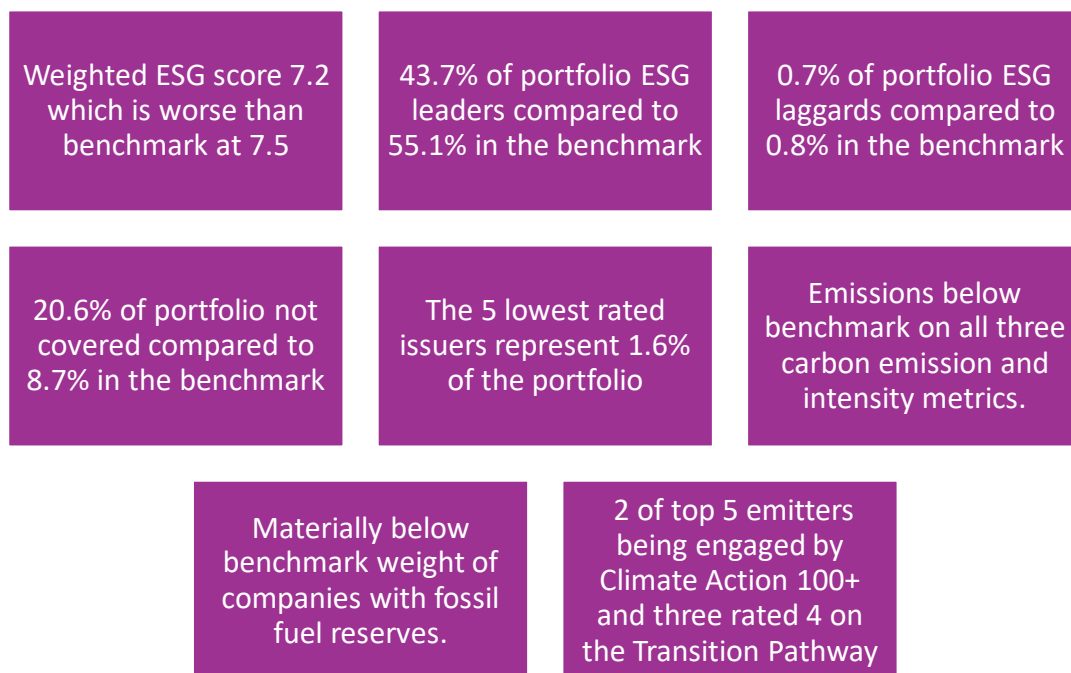 Weighted ESG score 7.2
which is worse than
benchmark at 7.5
43.7% of portfolio ESG
leaders compared to
55.1% in the benchmark
0.7% of portfolio ESG
laggards compared to
0.8% in the benchmark
20.6% of portfolio not
covered compared to
8.7% in the benchmark
The 5 lowest rated
issuers represent 1.6%
of the portfolio
Emissions below
benchmark on all three
carbon emission and
intensity metrics.
Materially below
benchmark weight of
companies with fossil
fuel reserves.
2 of top 5 emitters
being engaged by
Climate Action 100+
and three rated 4 on
the Transition Pathway